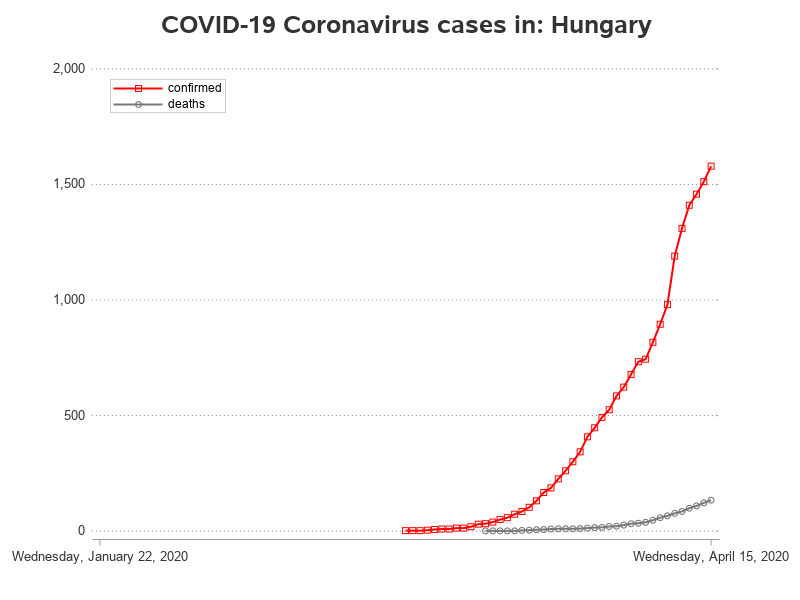 COVID-19 Coronavirus cases in: Hungary
2,000
confirmed
deaths
1,500
1,000
500
0
Wednesday, January 22, 2020
Wednesday, April 15, 2020